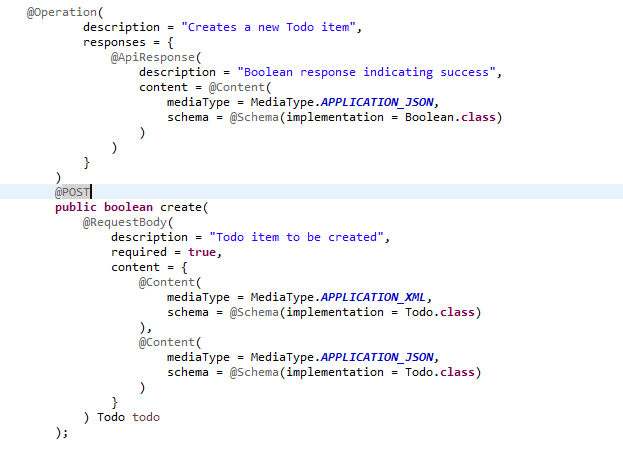 @Operation(
description = "Creates a new Todo item",
responses = {
@ApiResponse(
description = "Boolean response indicating success",
content = @Content(
mediaType = MediaType.APPLICATION_JSON,
schema = @Schema(implementation = Boolean.class)
)
)
}
)
@POST
public boolean create(
@RequestBody(
description = "Todo item to be created",
required = true,
content = {
@Content(
mediaType = MediaType.APPLICATION_XML,
schema = @Schema(implementation = Todo.class)
),
@Content(
mediaType = MediaType.APPLICATION_JSON,
schema = @Schema(implementation = Todo.class)
)
}
) Todo todo
);